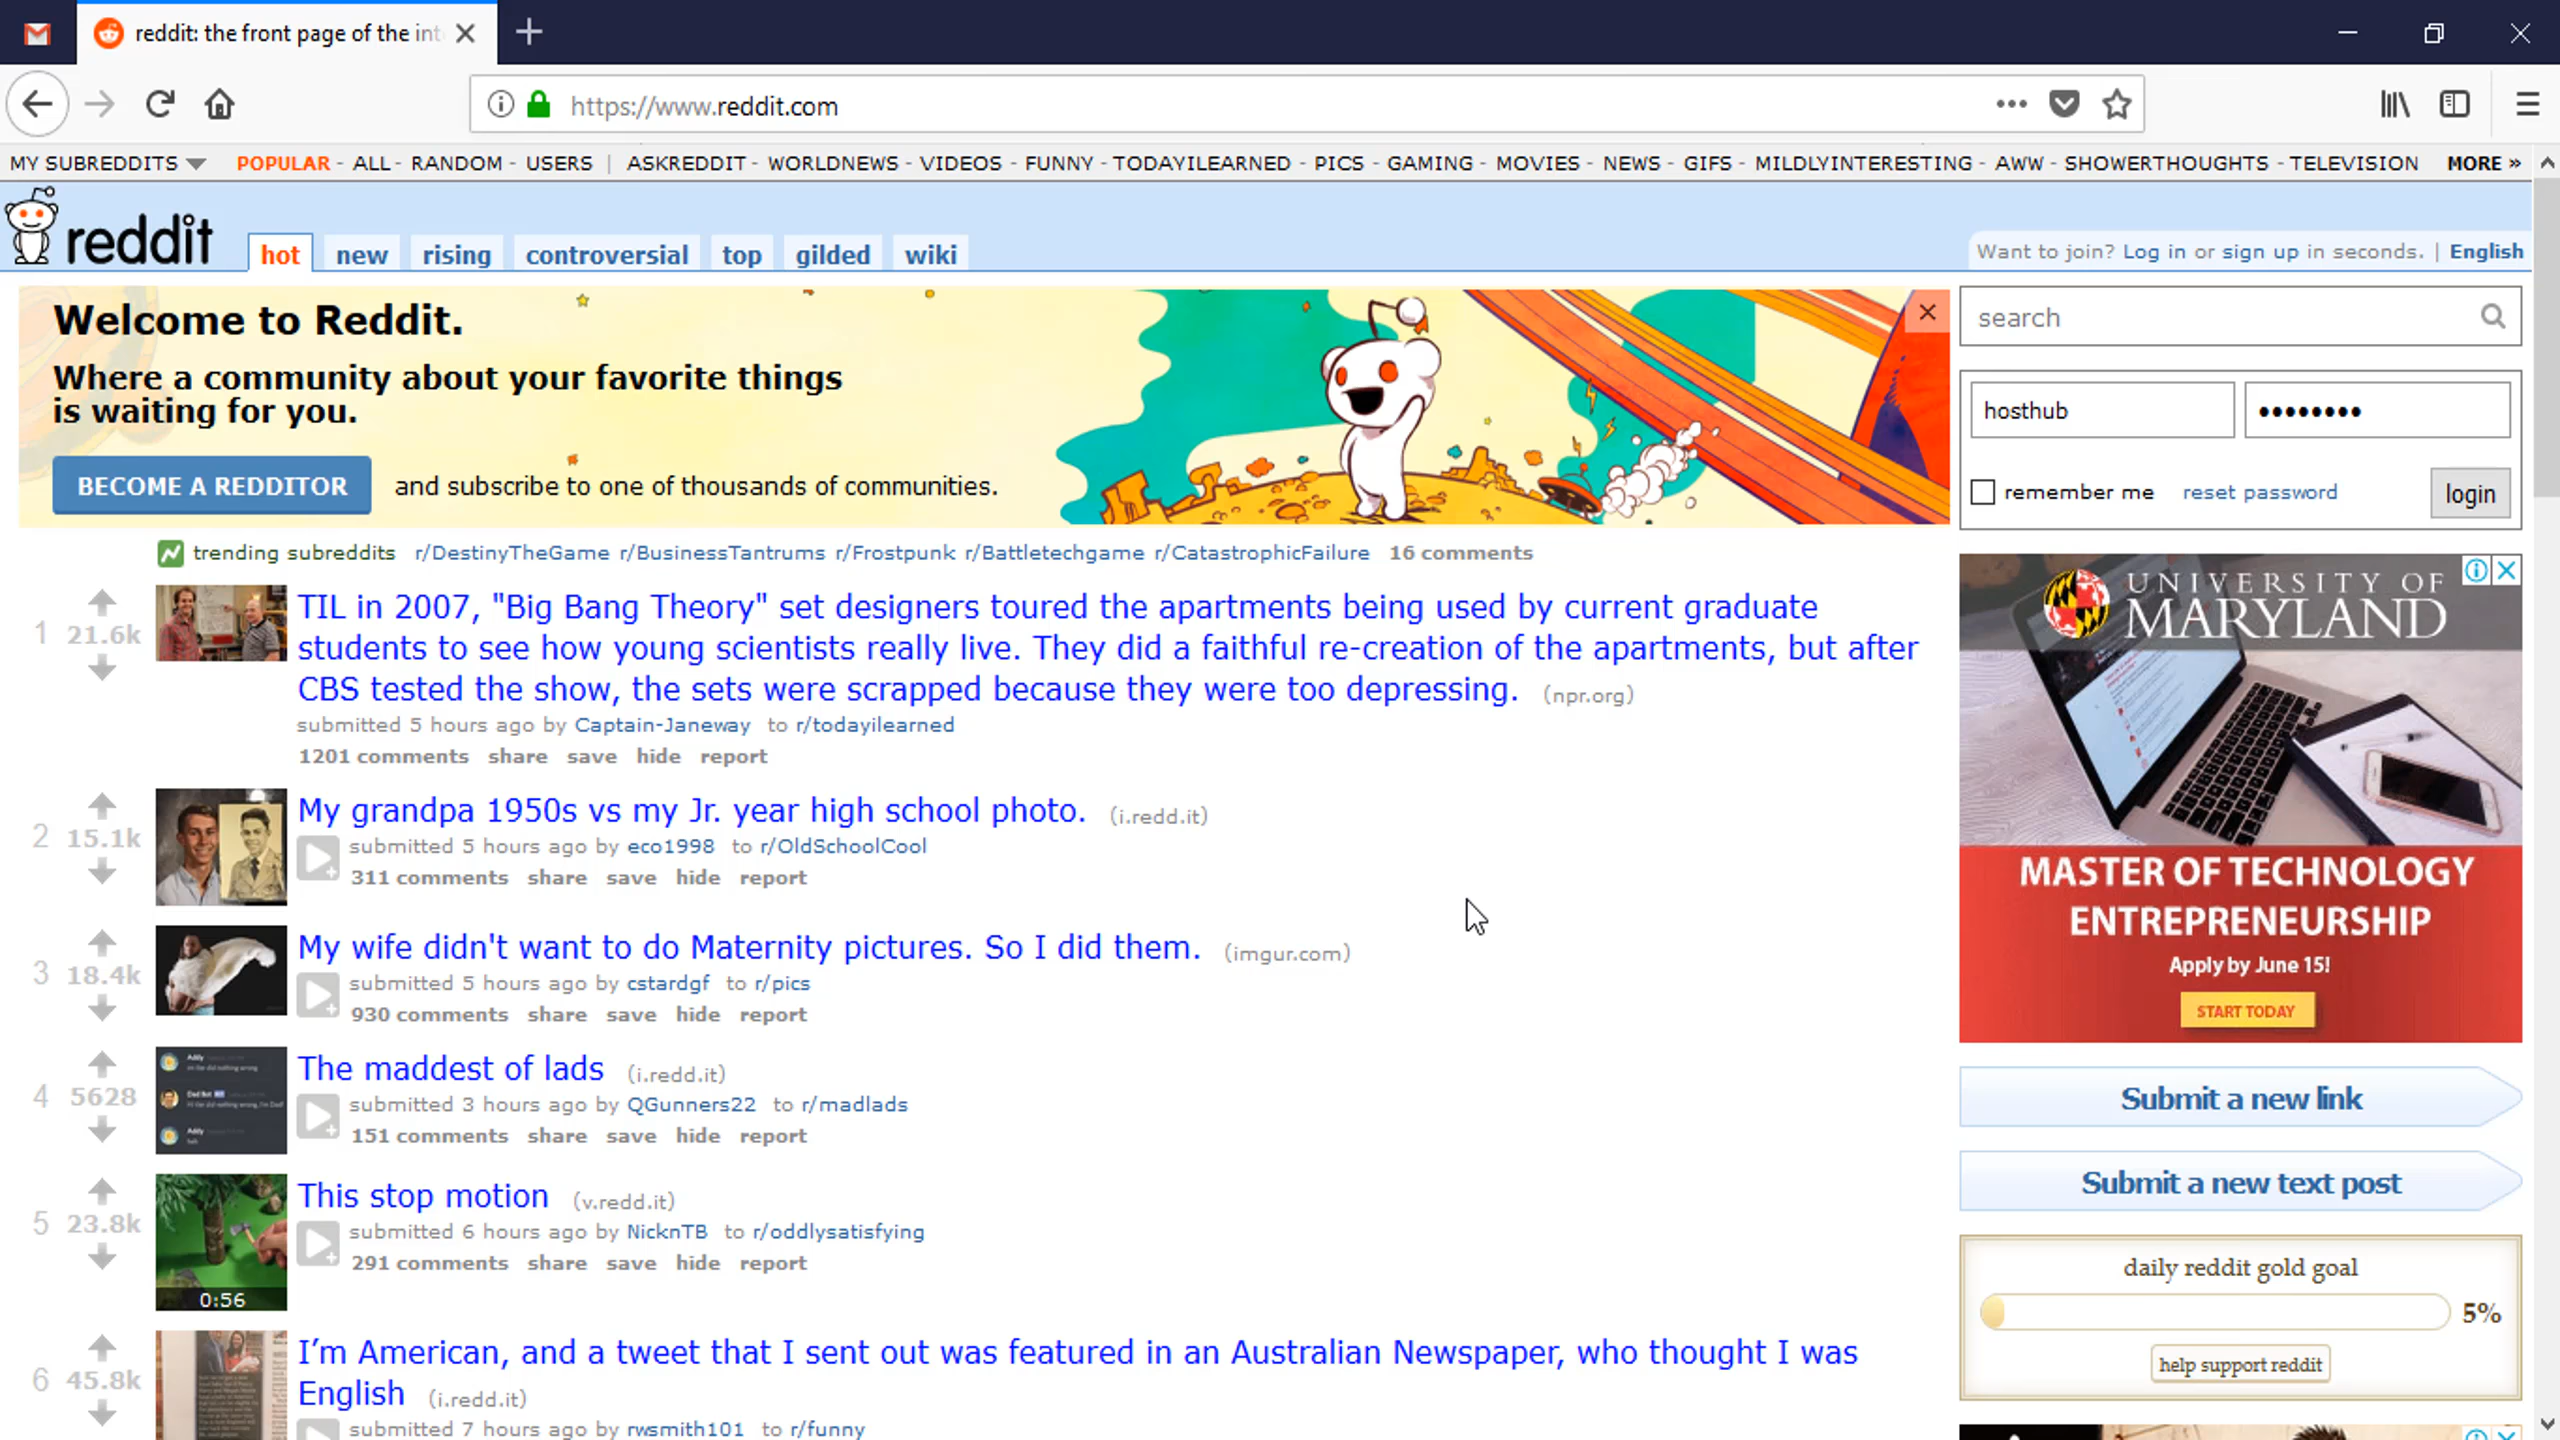 reddit: the front page of the int
https://www.reddit.com
MY SUBREDDITS POPULAR - ALL - RANDOM - USERS | ASKREDDIT - WORLDNEWS - VIDEOS - FUNNY - TODAYILEARNED - PICS - GAMING - MOVIES - NEWS - GIFS - MILDLYINTERESTING - AWW - SHOWERTHOUGHTS - TELEVISION MORE »
reddit hot new rising controversial top gilded wiki
Want to join? Log in or sign up in seconds. | English
Welcome to Reddit.
Where a community about your favorite things
is waiting for you.
BECOME A REDDITOR and subscribe to one of thousands of communities.
search
hosthub ••••••••
remember me reset password login
trending subreddits r/DestinyTheGame r/BusinessTantrums r/Frostpunk r/Battletechgame r/CatastrophicFailure 16 comments
1 21.6k
TIL in 2007, "Big Bang Theory" set designers toured the apartments being used by current graduate
students to see how young scientists really live. They did a faithful re-creation of the apartments, but after
CBS tested the show, the sets were scrapped because they were too depressing. (npr.org)
submitted 5 hours ago by Captain-Janeway to r/todayilearned
1201 comments share save hide report
2 15.1k
My grandpa 1950s vs my Jr. year high school photo. (i.redd.it)
submitted 5 hours ago by eco1998 to r/OldSchoolCool
311 comments share save hide report
3 18.4k
My wife didn't want to do Maternity pictures. So I did them. (imgur.com)
submitted 5 hours ago by cstardgf to r/pics
930 comments share save hide report
4 5628
The maddest of lads (i.redd.it)
submitted 3 hours ago by QGunners22 to r/madlads
151 comments share save hide report
5 23.8k
0:56
This stop motion (v.redd.it)
submitted 6 hours ago by NicknTB to r/oddlysatisfying
291 comments share save hide report
6 45.8k
I’m American, and a tweet that I sent out was featured in an Australian Newspaper, who thought I was
English (i.redd.it)
submitted 7 hours ago by rwsmith101 to r/funny
UNIVERSITY OF
MARYLAND
MASTER OF TECHNOLOGY
ENTREPRENEURSHIP
Apply by June 15!
START TODAY
Submit a new link
Submit a new text post
daily reddit gold goal
5%
help support reddit